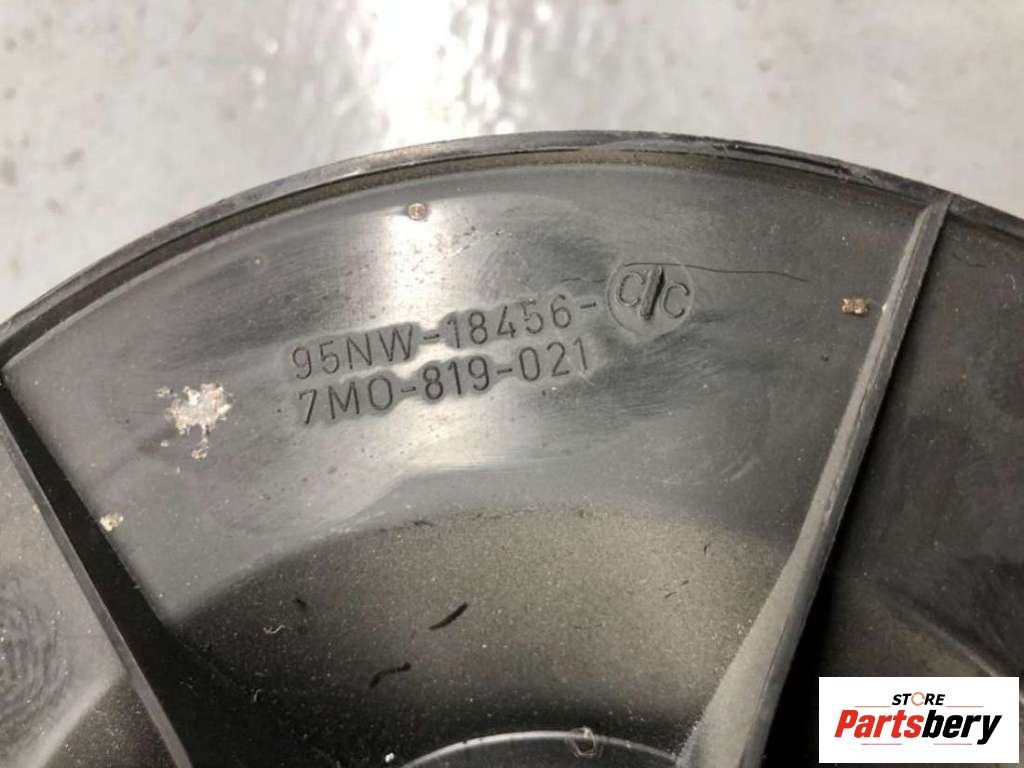 95NW-18456-C/C
7M0-819-021
STORE
Partsbery